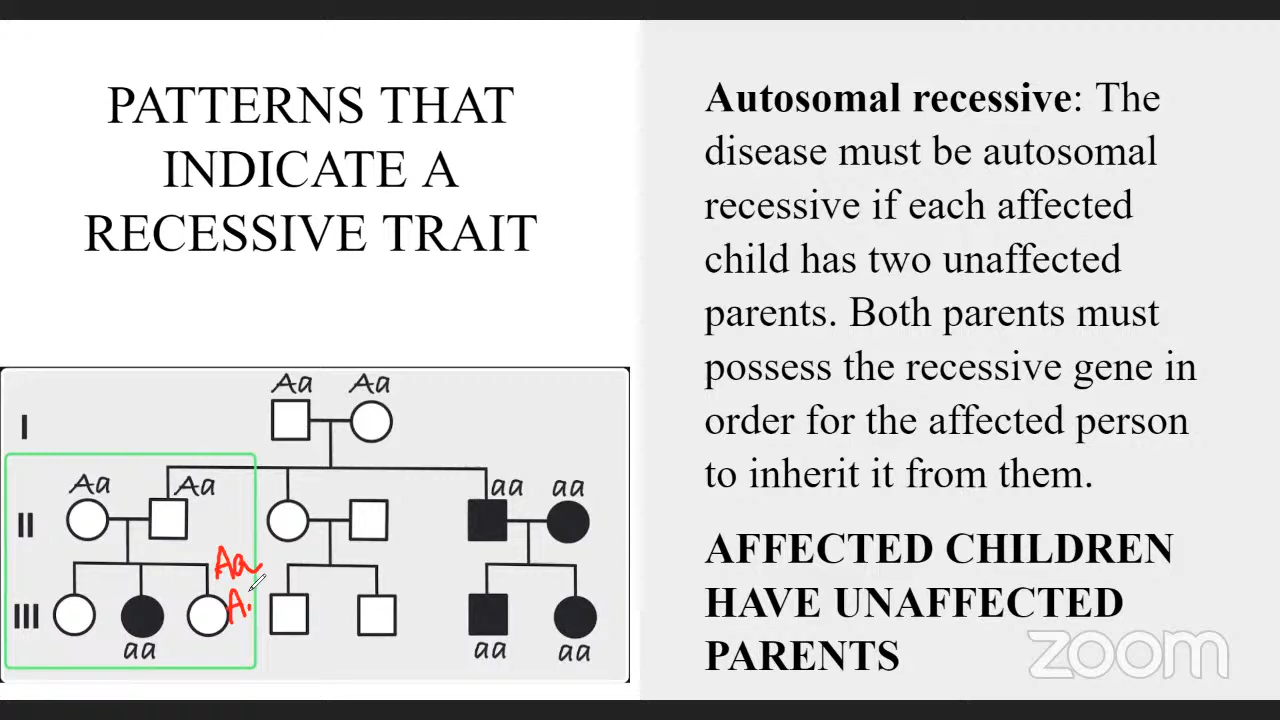 PATTERNS THAT
INDICATE A
RECESSIVE TRAIT
Aa Aa
I
Aa Aa aa aa
II
Aa
A
III
aa aa aa
Autosomal recessive: The
disease must be autosomal
recessive if each affected
child has two unaffected
parents. Both parents must
possess the recessive gene in
order for the affected person
to inherit it from them.
AFFECTED CHILDREN
HAVE UNAFFECTED
PARENTS
zoom